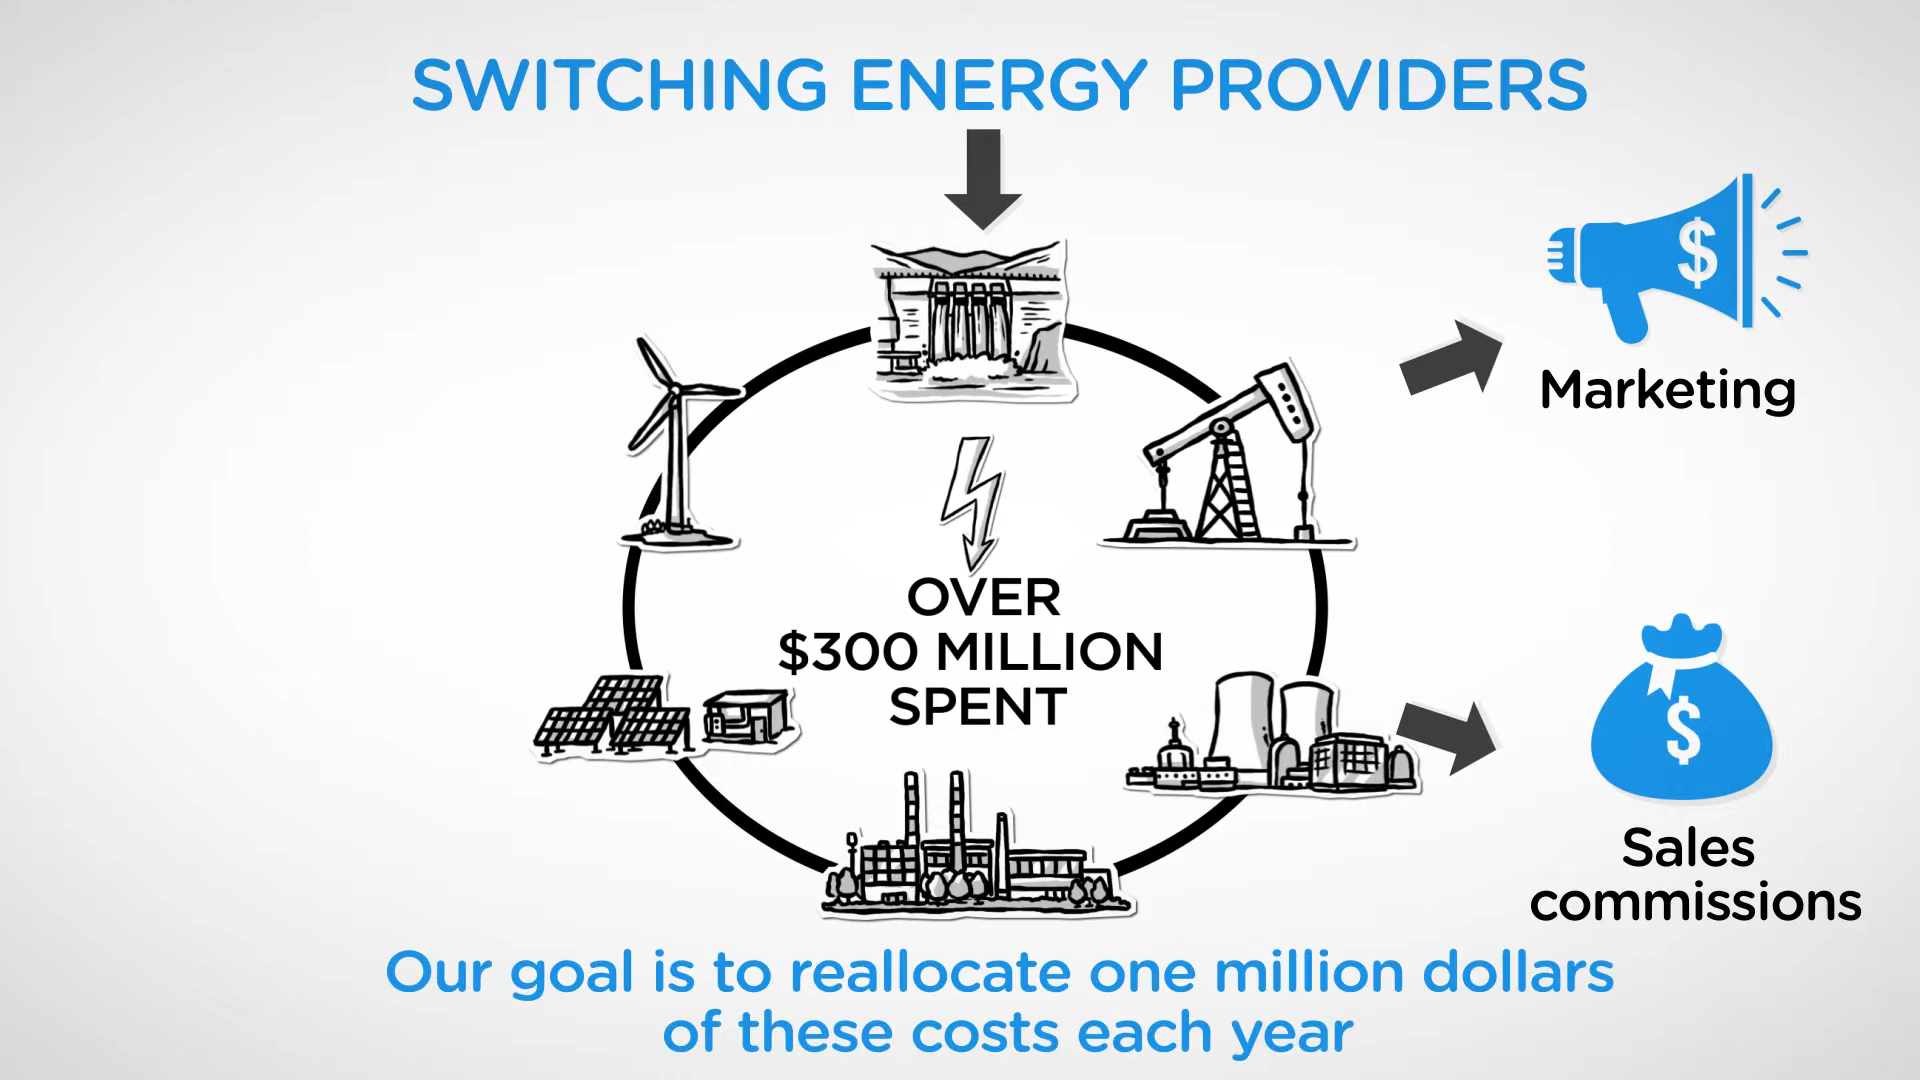 SWITCHING ENERGY PROVIDERS
$
Marketing
OVER
$300 MILLION
SPENT
$
Sales
commissions
Our goal is to reallocate one million dollars
of these costs each year